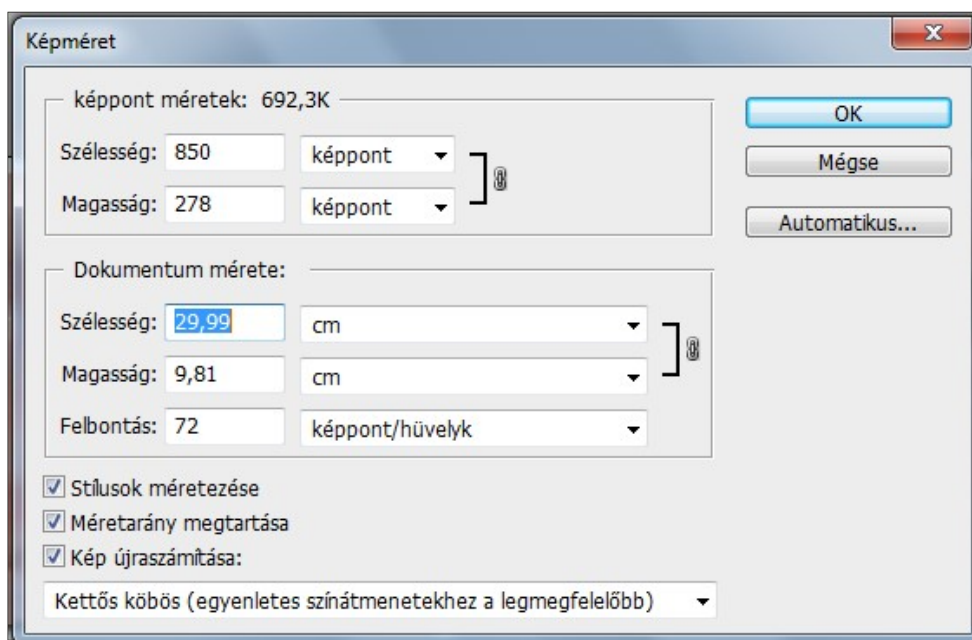 Képméret
képpont méretek: 692,3K
Szélesség: 850 képpont
Magasság: 278 képpont
OK
Mégse
Automatikus...
Dokumentum mérete:
Szélesség: 29,99 cm
Magasság: 9,81 cm
Felbontás: 72 képpont/hüvelyk
Stílusok méretezése
Méretarány megtartása
Kép újraszámítása:
Kettős köbös (egyenletes színátmenetekhez a legmegfelelőbb)